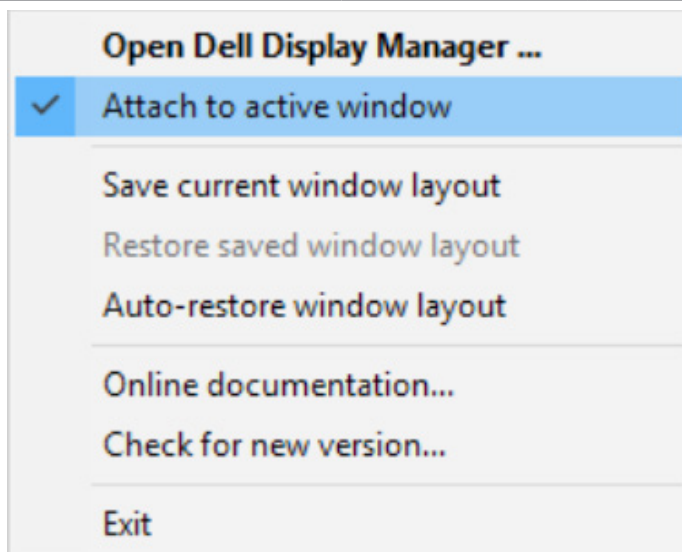 Open Dell Display Manager ...
Attach to active window
Save current window layout
Restore saved window layout
Auto-restore window layout
Online documentation...
Check for new version...
Exit